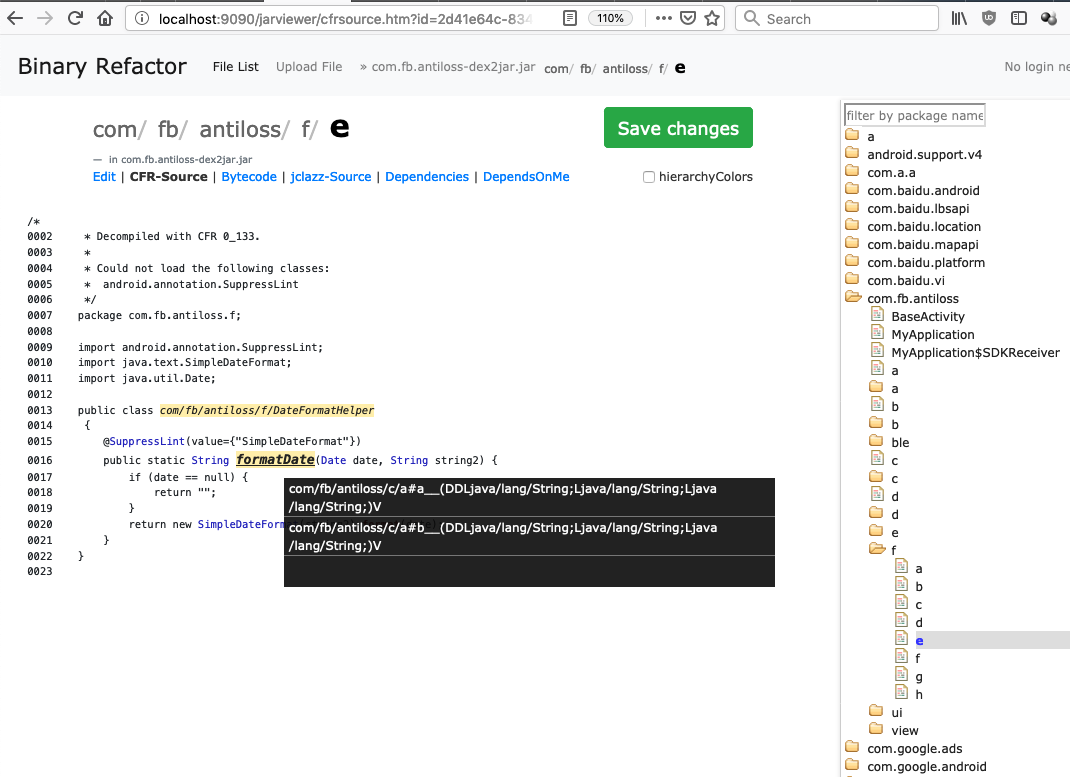 localhost:9090/jarviewer/cfrsource.htm?id=2d41e64c-834
110%
Search
Binary Refactor
File List Upload File » com.fb.antiloss-dex2jar.jar com/ fb/ antiloss/ f/ e
No login ne
com/ fb/ antiloss/ f/ e
Save changes
— in com.fb.antiloss-dex2jar.jar
Edit | CFR-Source | Bytecode | jclazz-Source | Dependencies | DependsOnMe
hierarchyColors
/*
0002 * Decompiled with CFR 0_133.
0003 *
0004 * Could not load the following classes:
0005 * android.annotation.SuppressLint
0006 */
0007 package com.fb.antiloss.f;
0008
0009 import android.annotation.SuppressLint;
0010 import java.text.SimpleDateFormat;
0011 import java.util.Date;
0012
0013 public class com/fb/antiloss/f/DateFormatHelper
0014 {
0015 @SuppressLint(value={"SimpleDateFormat"})
0016 public static String formatDate(Date date, String string2) {
0017 if (date == null) {
0018 return "";
0019 }
0020 return new SimpleDateForm
0021 }
0022 }
0023
com/fb/antiloss/c/a#a__(DDLjava/lang/String;Ljava/lang/String;Ljava
/lang/String;)V
com/fb/antiloss/c/a#b__(DDLjava/lang/String;Ljava/lang/String;Ljava
/lang/String;)V
filter by package name
a
android.support.v4
com.a.a
com.baidu.android
com.baidu.lbsapi
com.baidu.location
com.baidu.mapapi
com.baidu.platform
com.baidu.vi
com.fb.antiloss
BaseActivity
MyApplication
MyApplication$SDKReceiver
a
a
b
b
ble
c
c
d
d
e
f
a
b
c
d
e
f
g
h
ui
view
com.google.ads
com.google.android